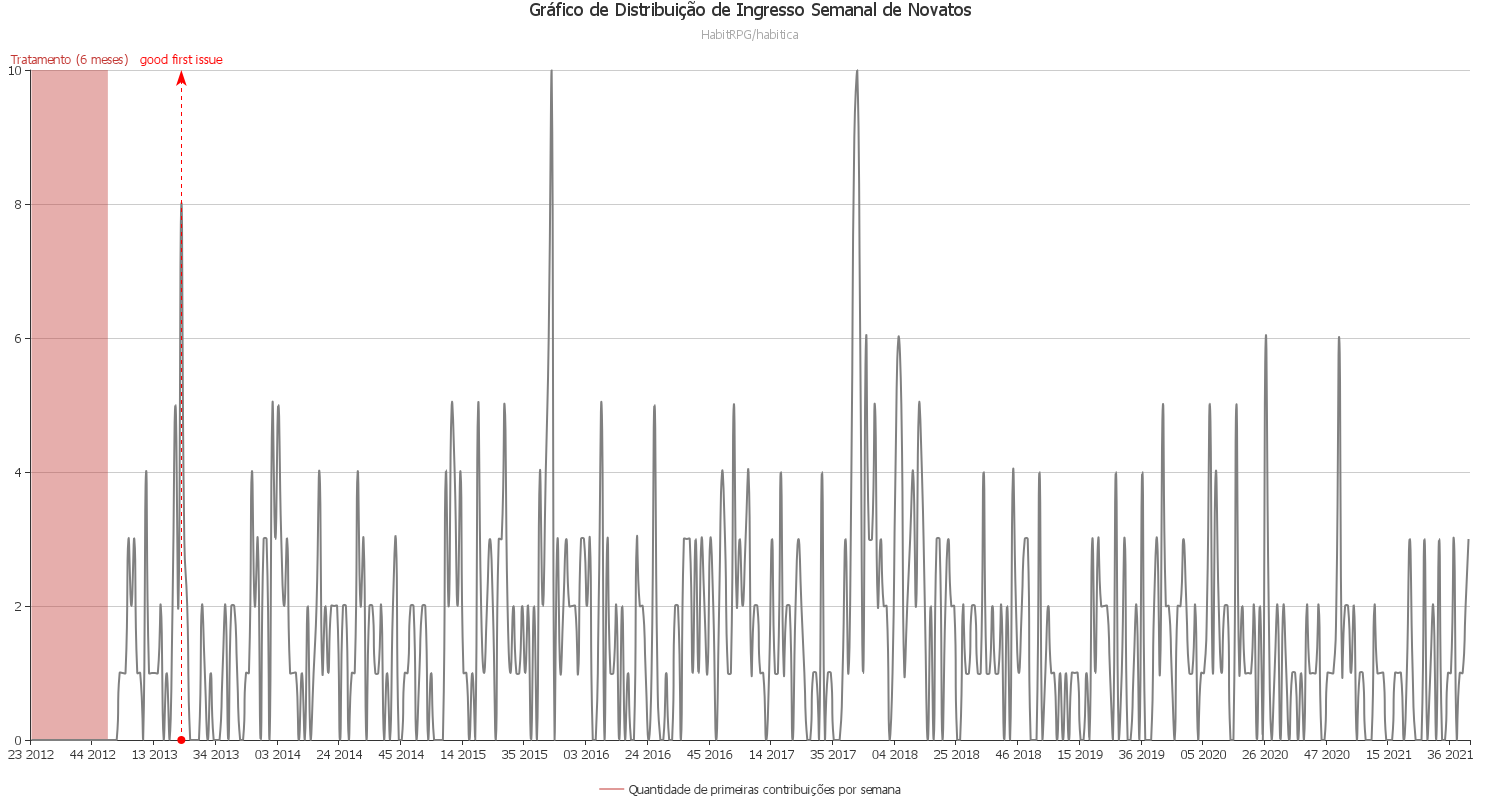 Gráfico de Distribuição de Ingresso Semanal de Novatos
HabitRPG/habitica
Tratamento (6 meses) good first issue
10
8
6
4
2
0
23 2012 44 2012 13 2013 34 2013 03 2014 24 2014 45 2014 14 2015 35 2015 03 2016 24 2016 45 2016 14 2017 35 2017 04 2018 25 2018 46 2018 15 2019 36 2019 05 2020 26 2020 47 2020 15 2021 36 2021
Quantidade de primeiras contribuições por semana